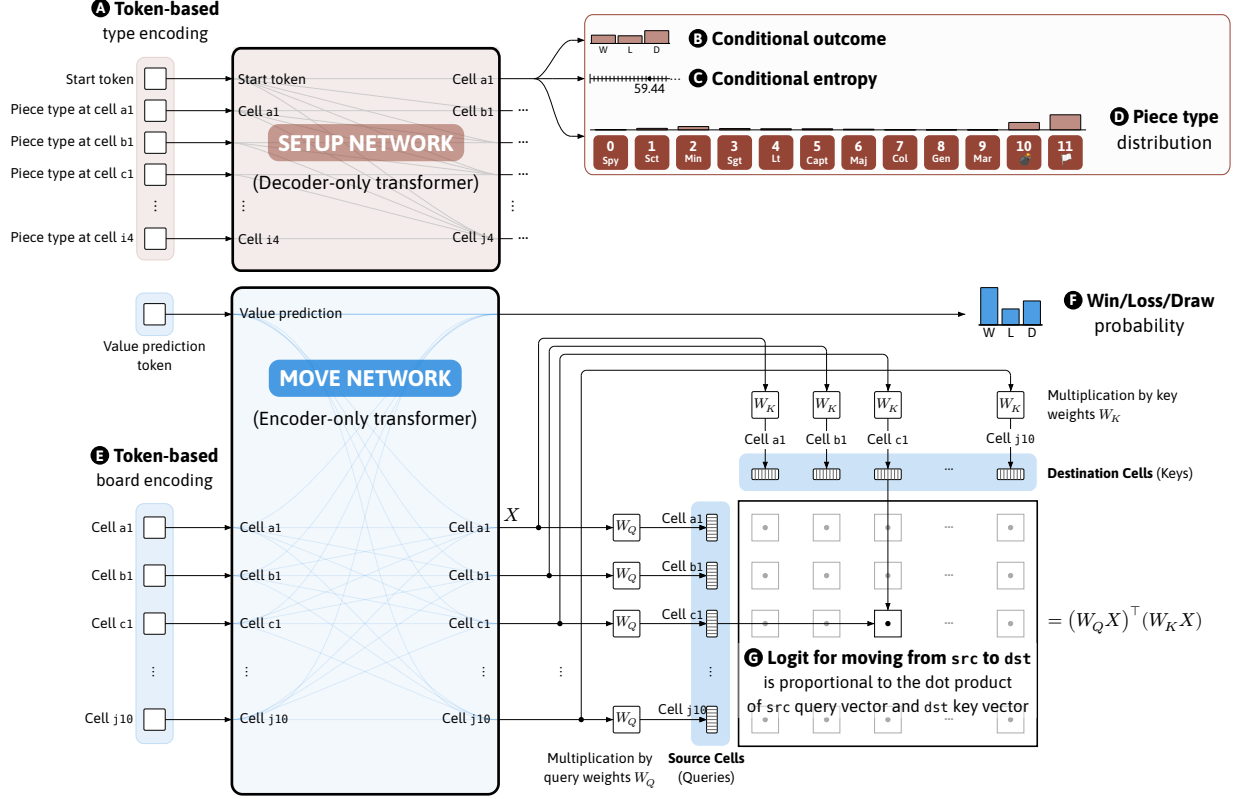 A Token-based
type encoding
Start token
Piece type at cell a1
Piece type at cell b1
Piece type at cell c1
⋮
Piece type at cell i4
Start token
Cell a1
SETUP NETWORK
(Decoder-only transformer)
⋮
Cell i4
Cell a1
Cell b1 ...
...
...
⋮
Cell j4 ...
W L D
B Conditional outcome
59.44
C Conditional entropy
D Piece type
distribution
0 Spy
1 Sct
2 Min
3 Sgt
4 Lt
5 Capt
6 Maj
7 Col
8 Gen
9 Mar
10
11
Value prediction
token
Value prediction
MOVE NETWORK
(Encoder-only transformer)
W L D
F Win/Loss/Draw
probability
E Token-based
board encoding
Cell a1
Cell b1
Cell c1
⋮
Cell j10
Cell a1
Cell b1
Cell c1
⋮
Cell j10
Cell a1
Cell b1
Cell c1
⋮
Cell j10
X
⋮
W_K W_K W_K W_K
Multiplication by key
weights W_K
Cell a1 Cell b1 Cell c1 Cell j10
...
Destination Cells (Keys)
W_Q Cell a1
W_Q Cell b1
W_Q Cell c1
⋮
W_Q Cell j10
Multiplication by
query weights W_Q
Source Cells
(Queries)
...
...
...
...
G Logit for moving from src to dst
is proportional to the dot product
of src query vector and dst key vector
= (W_Q X)^⊤ (W_K X)